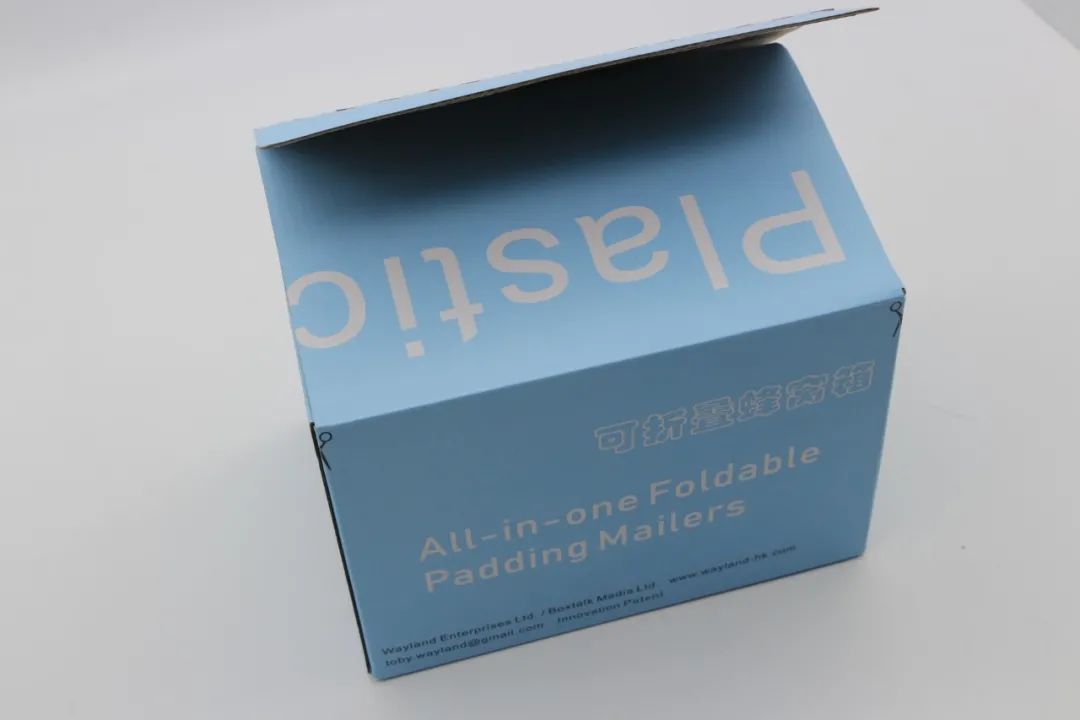 Plastic
可折叠蜂窝箱
All-in-one Foldable
Padding Mailers
Wayland Enterprises Ltd. / Boxtalk Media Ltd. www.wayland-hk.com
toby.wayland@gmail.com Innovation Patent